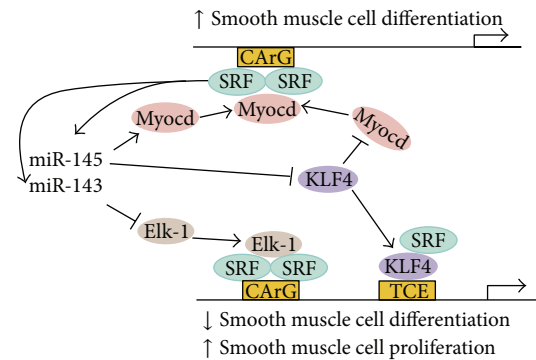 ↑ Smooth muscle cell differentiation
CArG
SRF SRF
Myocd Myocd Myocd
miR-145
miR-143
KLF4
Elk-1 Elk-1
SRF
SRF SRF KLF4
CArG TCE
↓ Smooth muscle cell differentiation
↑ Smooth muscle cell proliferation